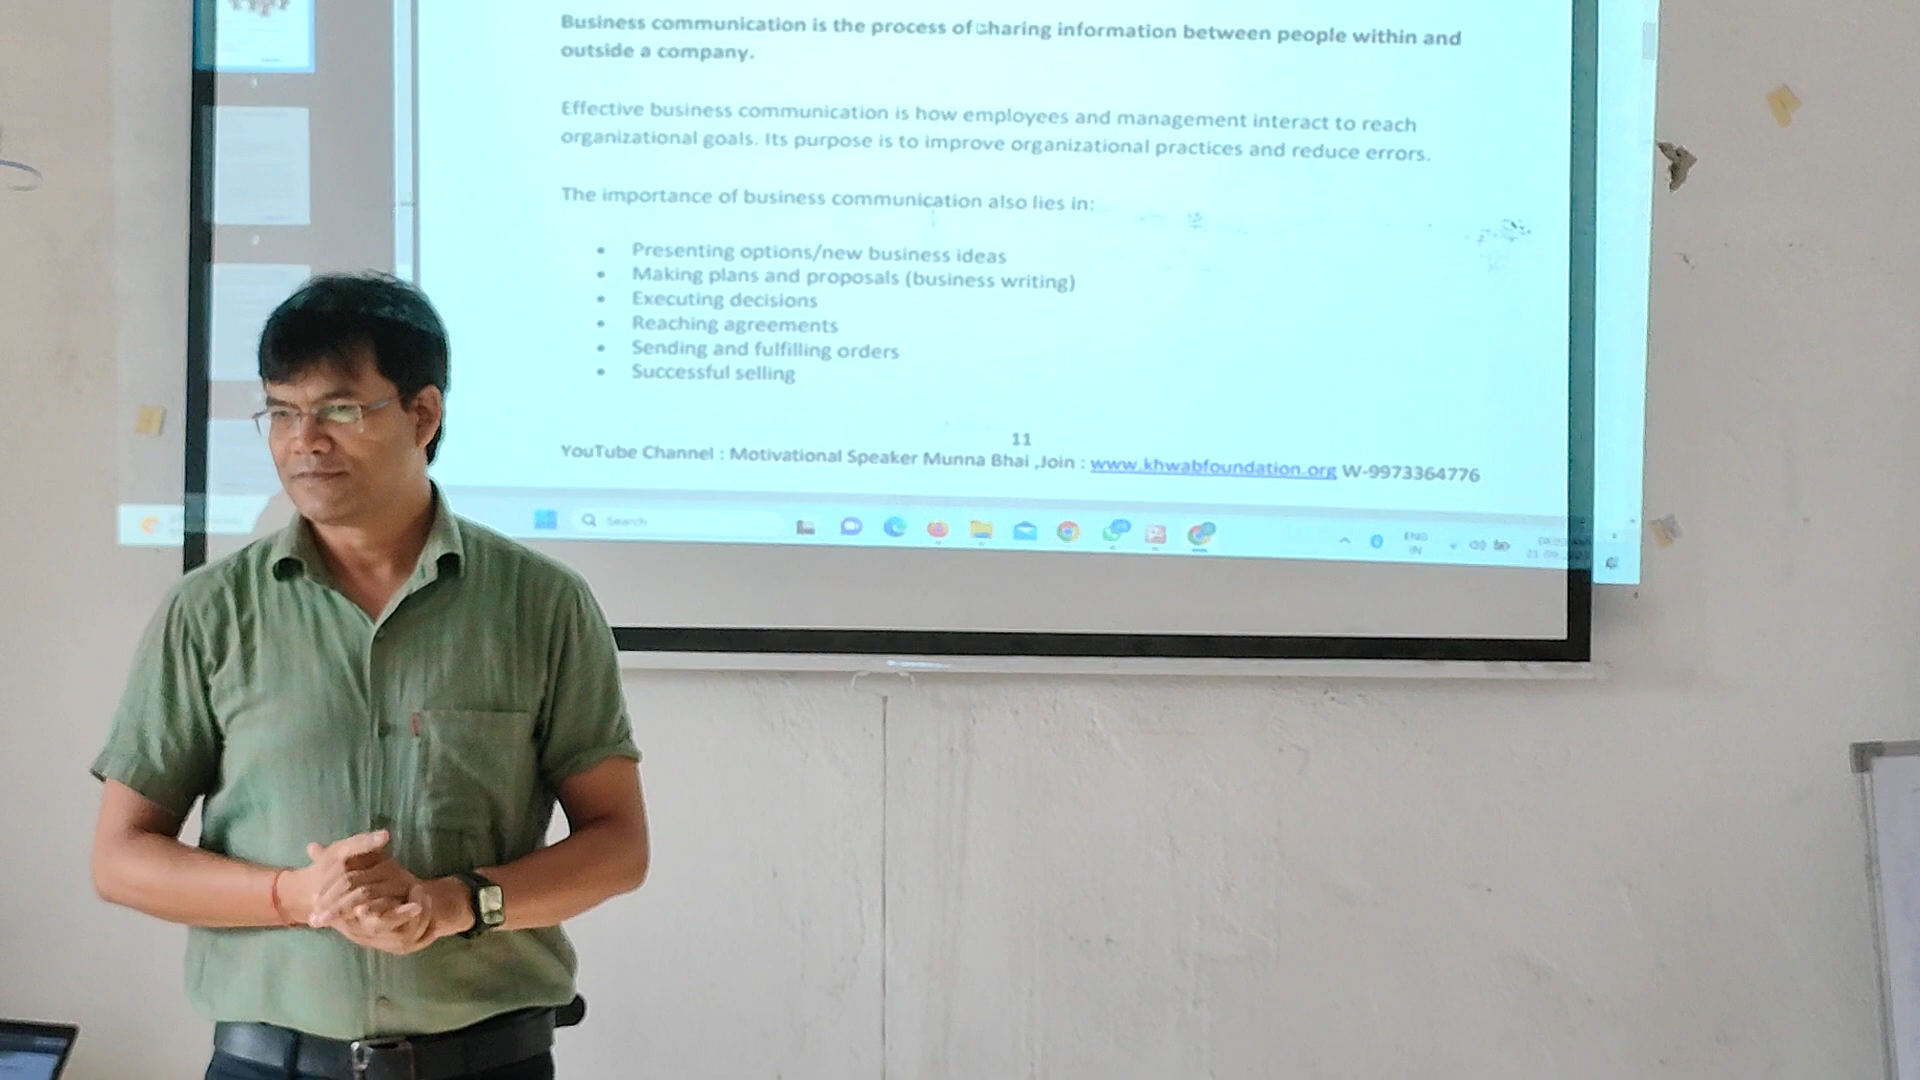 Business communication is the process of sharing information between people within and
outside a company.
Effective business communication is how employees and management interact to reach
organizational goals. Its purpose is to improve organizational practices and reduce errors.
The importance of business communication also lies in:
• Presenting options/new business ideas
• Making plans and proposals (business writing)
• Executing decisions
• Reaching agreements
• Sending and fulfilling orders
• Successful selling
11
YouTube Channel : Motivational Speaker Munna Bhai ,Join : www.khwabfoundation.org W-9973364776
Search
ENG
IN